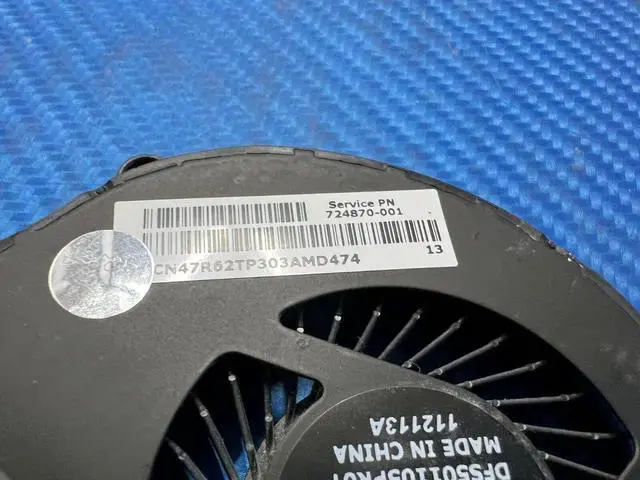 Service PN
724870-001
13
CN47R62TP303AMD474
DFS501105PR0T
MADE IN CHINA
112113A